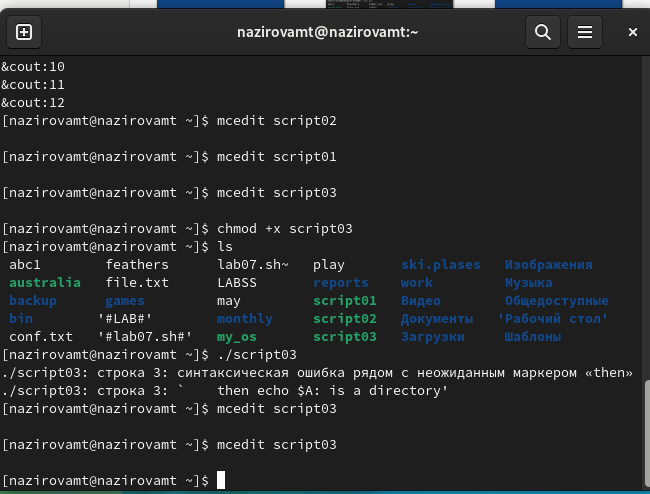 nazirovamt@nazirovamt:~
&cout:10
&cout:11
&cout:12
[nazirovamt@nazirovamt ~]$ mcedit script02
[nazirovamt@nazirovamt ~]$ mcedit script01
[nazirovamt@nazirovamt ~]$ mcedit script03
[nazirovamt@nazirovamt ~]$ chmod +x script03
[nazirovamt@nazirovamt ~]$ ls
abc1 feathers lab07.sh~ play ski.plases Изображения
australia file.txt LABSS reports work Музыка
backup games may script01 Видео Общедоступные
bin '#LAB#' monthly script02 Документы 'Рабочий стол'
conf.txt '#lab07.sh#' my_os script03 Загрузки Шаблоны
[nazirovamt@nazirovamt ~]$ ./script03
./script03: строка 3: синтаксическая ошибка рядом с неожиданным маркером «then»
./script03: строка 3: `    then echo $A: is a directory'
[nazirovamt@nazirovamt ~]$ mcedit script03
[nazirovamt@nazirovamt ~]$ mcedit script03
[nazirovamt@nazirovamt ~]$